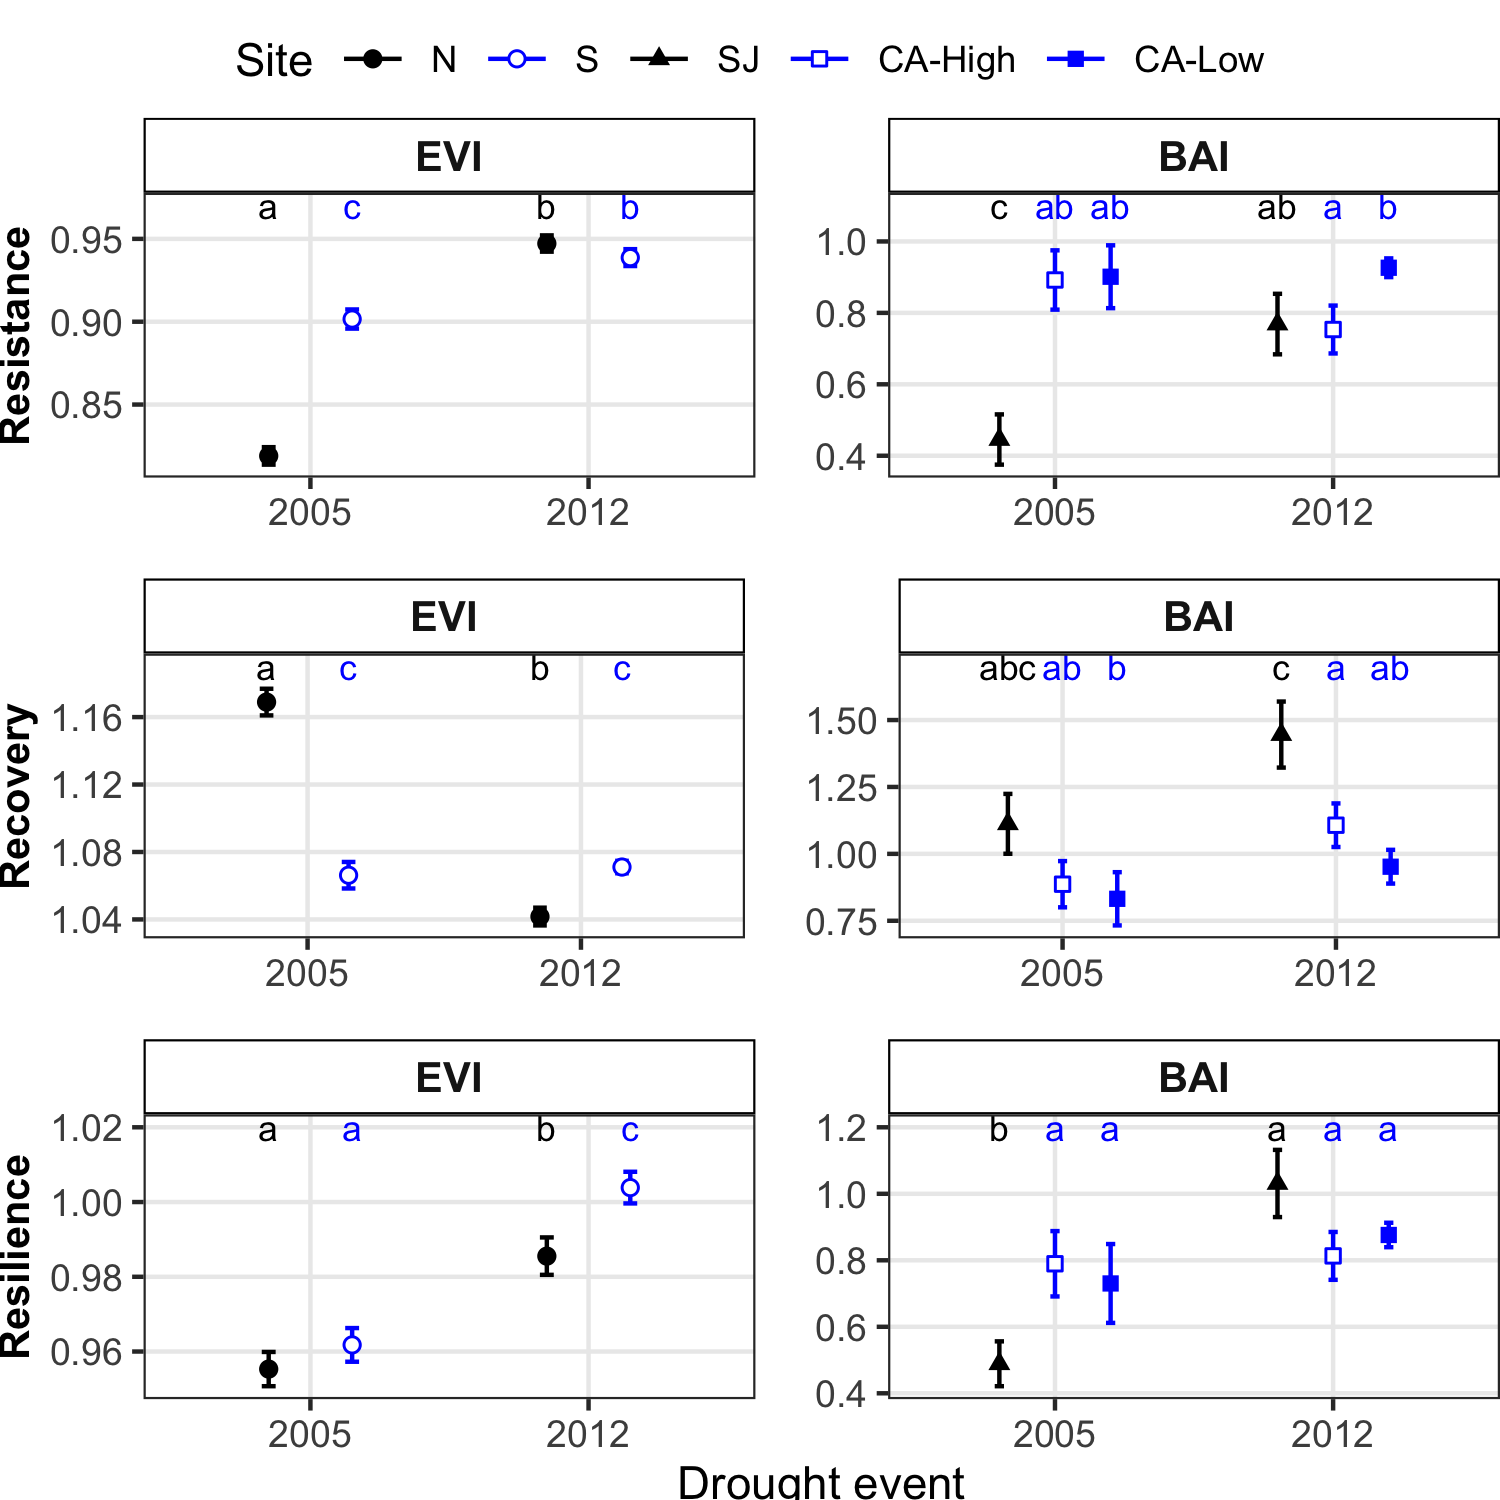 Site N S SJ CA-High CA-Low
EVI BAI
a c b b
c ab ab ab a b
Resistance
0.95
0.90
0.85
1.0
0.8
0.6
0.4
2005 2012
2005 2012
EVI BAI
a c b c
abc ab b c a ab
Recovery
1.16
1.12
1.08
1.04
1.50
1.25
1.00
0.75
2005 2012
2005 2012
EVI BAI
a a b c
b a a a a a
Resilience
1.02
1.00
0.98
0.96
1.2
1.0
0.8
0.6
0.4
2005 2012
2005 2012
Drought event